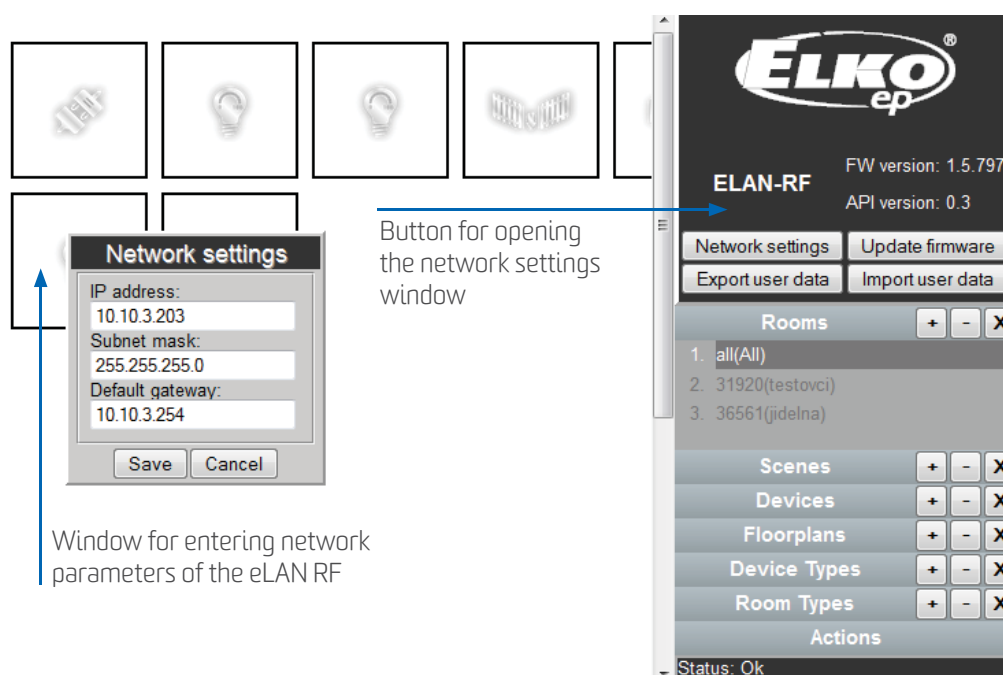 ELKO
ep
®
ELAN-RF
FW version: 1.5.797
API version: 0.3
Network settings
Update firmware
Export user data
Import user data
Rooms
+
-
X
1. all(All)
2. 31920(testovci)
3. 36561(jidelna)
Scenes
+
-
X
Devices
+
-
X
Floorplans
+
-
X
Device Types
+
-
X
Room Types
+
-
X
Actions
Status: Ok
Button for opening
the network settings
window
Network settings
IP address:
10.10.3.203
Subnet mask:
255.255.255.0
Default gateway:
10.10.3.254
Save
Cancel
Window for entering network
parameters of the eLAN RF